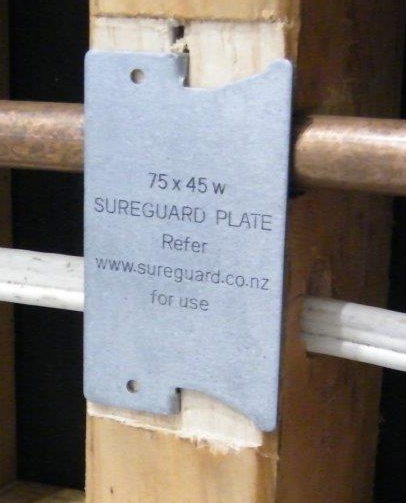 75 x 45 w
SUREGUARD PLATE
Refer
www.sureguard.co.nz
for use